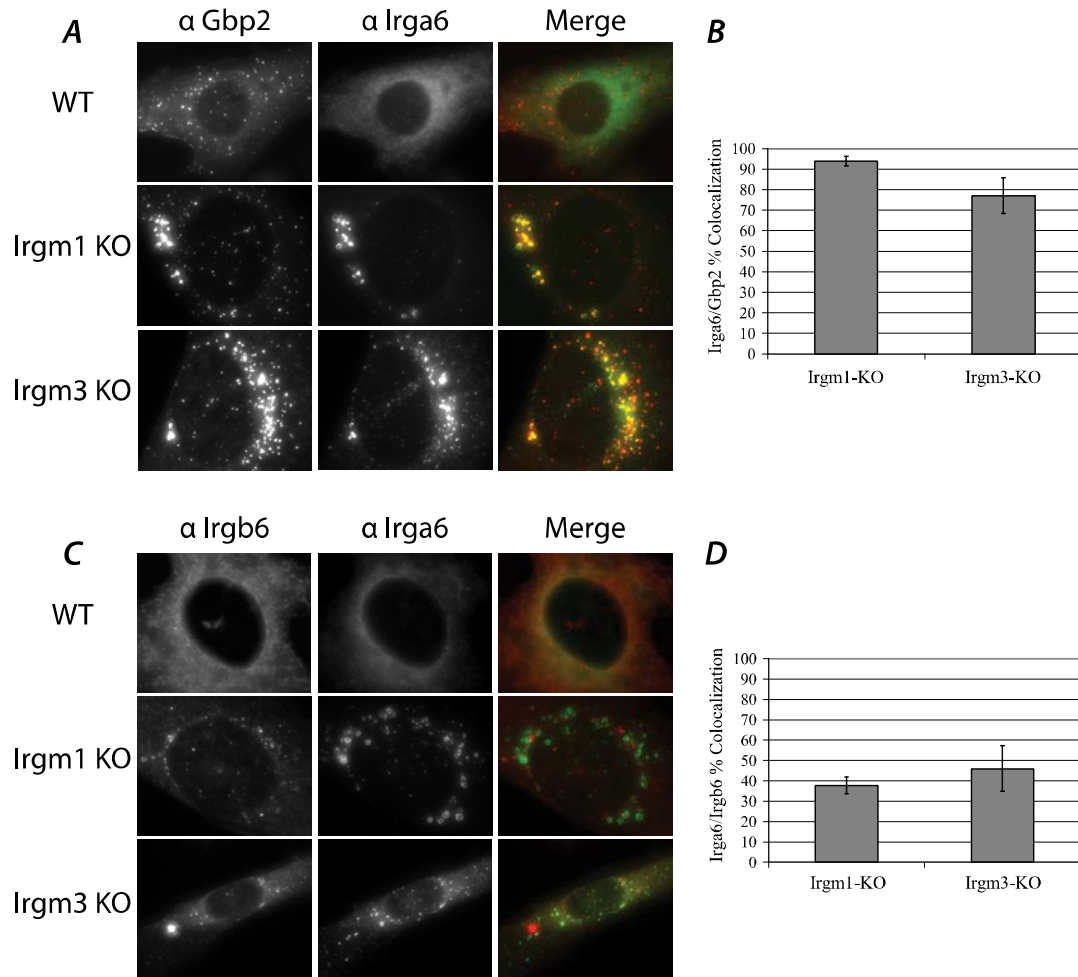 A
α Gbp2
α Irga6
Merge
WT
Irgm1 KO
Irgm3 KO
B
Irga6/Gbp2 % Colocalization
100
90
80
70
60
50
40
30
20
10
0
Irgm1-KO
Irgm3-KO
C
α Irgb6
α Irga6
Merge
WT
Irgm1 KO
Irgm3 KO
D
Irga6/Irgb6 % Colocalization
100
90
80
70
60
50
40
30
20
10
0
Irgm1-KO
Irgm3-KO